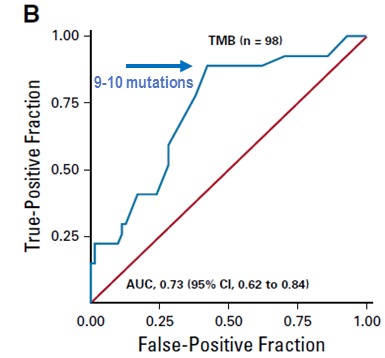 B
1.00
TMB (n = 98)
9-10 mutations
0.75
True-Positive Fraction
0.50
0.25
AUC, 0.73 (95% CI, 0.62 to 0.84)
0.00
0.25
0.50
0.75
1.00
False-Positive Fraction